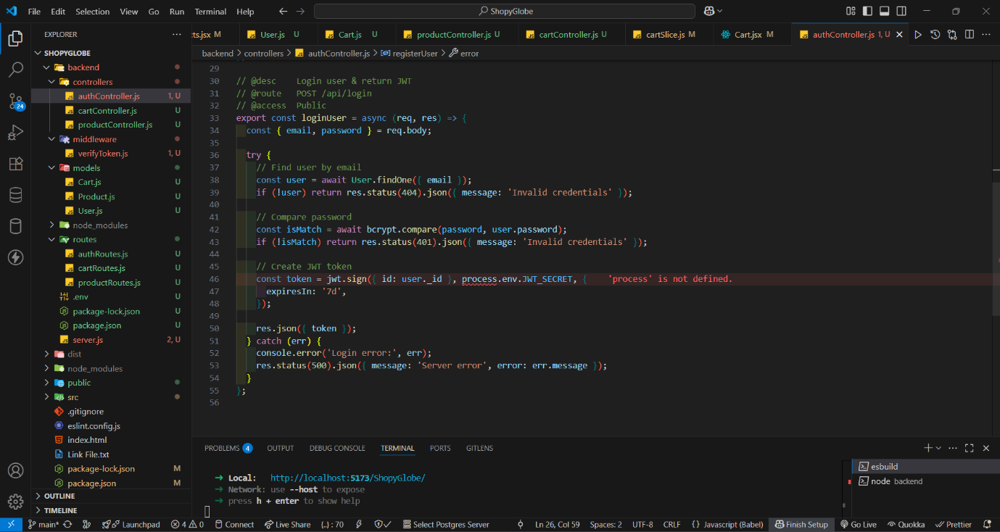 File Edit Selection View Go Run Terminal Help
ShopyGlobe
EXPLORER
ts.jsx M
User.js U
Cart.js U
productController.js U
cartController.js U
cartSlice.js M
Cart.jsx M
authController.js 1, U
backend > controllers > authController.js > registerUser > error
SHOPYGLOBE
backend
controllers
authController.js 1, U
cartController.js U
productController.js U
middleware
verifyToken.js 1, U
models
Cart.js U
Product.js U
User.js U
node_modules
routes
authRoutes.js U
cartRoutes.js U
productRoutes.js U
.env U
package-lock.json U
package.json U
server.js 2, U
dist
node_modules
public
src
.gitignore
eslint.config.js
index.html
Link File.txt
package-lock.json M
package.json M
OUTLINE
TIMELINE
24
29
30 // @desc    Login user & return JWT
31 // @route   POST /api/login
32 // @access  Public
33 export const loginUser = async (req, res) => {
34   const { email, password } = req.body;
35
36   try {
37     // Find user by email
38     const user = await User.findOne({ email });
39     if (!user) return res.status(404).json({ message: 'Invalid credentials' });
40
41     // Compare password
42     const isMatch = await bcrypt.compare(password, user.password);
43     if (!isMatch) return res.status(401).json({ message: 'Invalid credentials' });
44
45     // Create JWT token
46     const token = jwt.sign({ id: user._id }, process.env.JWT_SECRET, {    'process' is not defined.
47       expiresIn: '7d',
48     });
49
50     res.json({ token });
51   } catch (err) {
52     console.error('Login error:', err);
53     res.status(500).json({ message: 'Server error', error: err.message });
54   }
55 };
56
PROBLEMS 4 OUTPUT DEBUG CONSOLE TERMINAL PORTS GITLENS
➜ Local: http://localhost:5173/ShopyGlobe/
➜ Network: use --host to expose
➜ press h + enter to show help
esbuild
node backend
main* Launchpad 4 0 Connect Live Share {..} : 70 Select Postgres Server Ln 26, Col 59 Spaces: 2 UTF-8 CRLF {} Javascript (Babel) Finish Setup Go Live Quokka Prettier